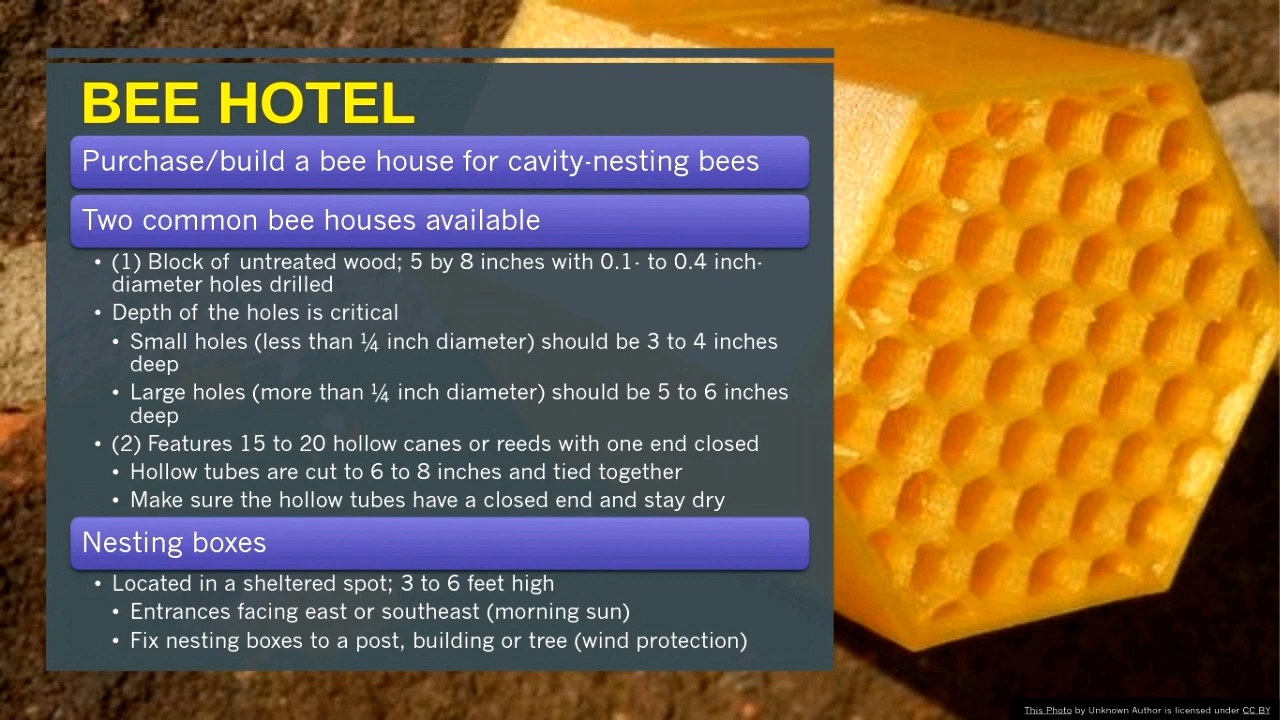 BEE HOTEL
Purchase/build a bee house for cavity-nesting bees
Two common bee houses available
• (1) Block of untreated wood; 5 by 8 inches with 0.1- to 0.4 inch-
diameter holes drilled
• Depth of the holes is critical
• Small holes (less than ¼ inch diameter) should be 3 to 4 inches
deep
• Large holes (more than ¼ inch diameter) should be 5 to 6 inches
deep
• (2) Features 15 to 20 hollow canes or reeds with one end closed
• Hollow tubes are cut to 6 to 8 inches and tied together
• Make sure the hollow tubes have a closed end and stay dry
Nesting boxes
• Located in a sheltered spot; 3 to 6 feet high
• Entrances facing east or southeast (morning sun)
• Fix nesting boxes to a post, building or tree (wind protection)
This Photo by Unknown Author is licensed under CC BY